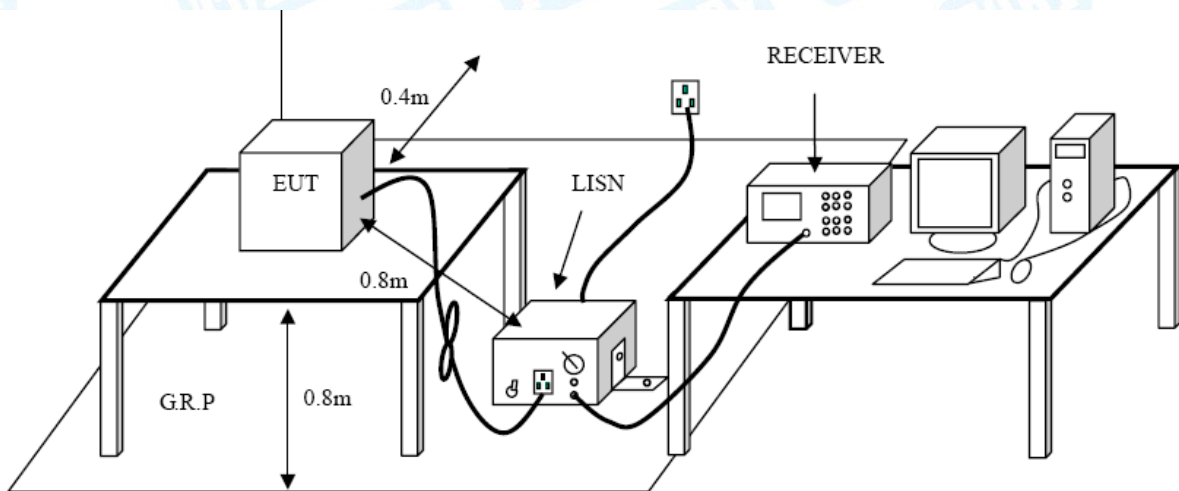 RECEIVER
0.4m
EUT
LISN
0.8m
G.R.P
0.8m